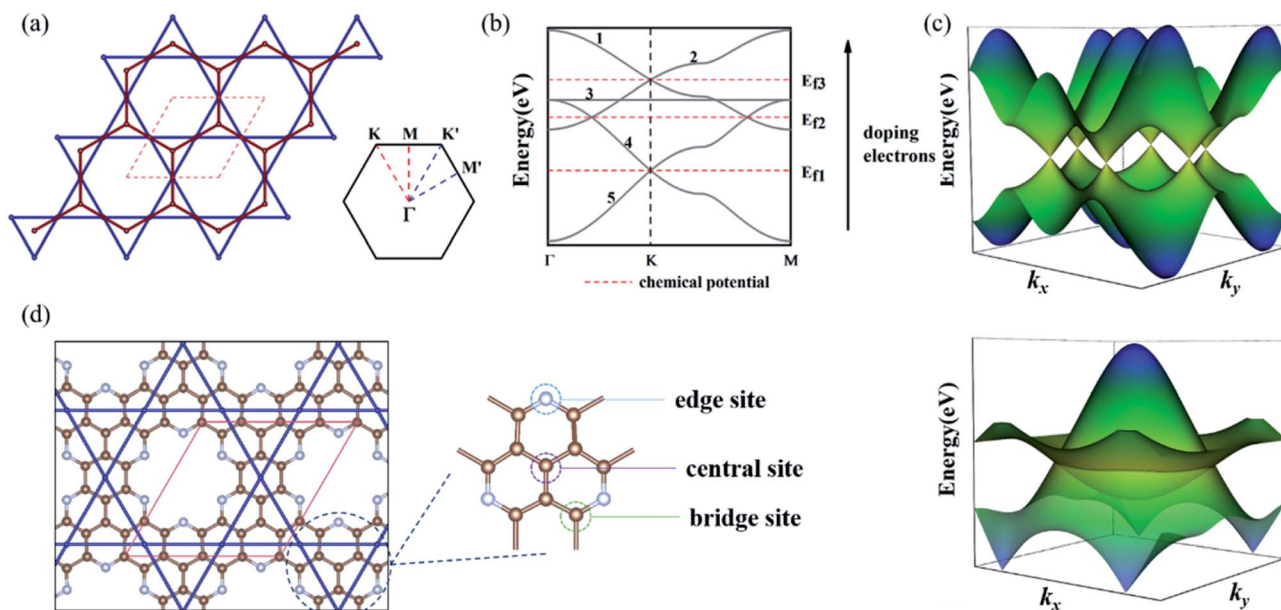 (a)
K
M
K'
M'
Γ
(b)
Energy(eV)
1
2
3
4
5
Ef3
Ef2
Ef1
Γ
K
M
chemical potential
doping
electrons
(c)
Energy(eV)
kx
ky
(d)
edge site
central site
bridge site
Energy(eV)
kx
ky